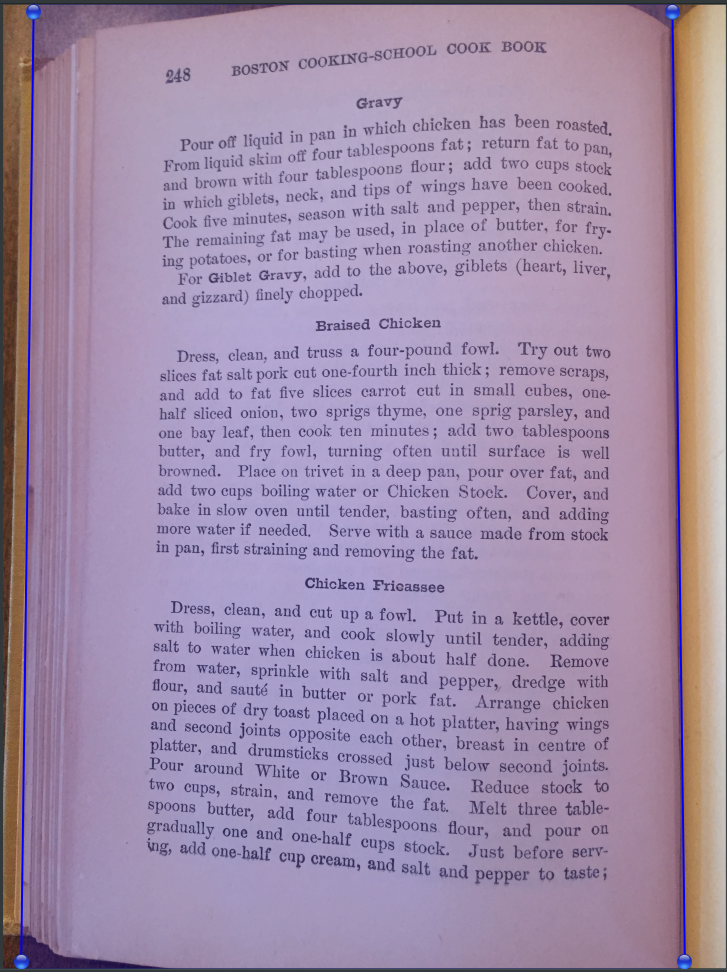 248 BOSTON COOKING-SCHOOL COOK BOOK
Gravy
Pour off liquid in pan in which chicken has been roasted.
From liquid skim off four tablespoons fat; return fat to pan,
and brown with four tablespoons flour; add two cups stock
in which giblets, neck, and tips of wings have been cooked.
Cook five minutes, season with salt and pepper, then strain.
The remaining fat may be used, in place of butter, for fry-
ing potatoes, or for basting when roasting another chicken.
For Giblet Gravy, add to the above, giblets (heart, liver,
and gizzard) finely chopped.
Braised Chicken
Dress, clean, and truss a four-pound fowl. Try out two
slices fat salt pork cut one-fourth inch thick; remove scraps,
and add to fat five slices carrot cut in small cubes, one-
half sliced onion, two sprigs thyme, one sprig parsley, and
one bay leaf, then cook ten minutes; add two tablespoons
butter, and fry fowl, turning often until surface is well
browned. Place on trivet in a deep pan, pour over fat, and
add two cups boiling water or Chicken Stock. Cover, and
bake in slow oven until tender, basting often, and adding
more water if needed. Serve with a sauce made from stock
in pan, first straining and removing the fat.
Chicken Fricassee
Dress, clean, and cut up a fowl. Put in a kettle, cover
with boiling water, and cook slowly until tender, adding
salt to water when chicken is about half done. Remove
from water, sprinkle with salt and pepper, dredge with
flour, and sauté in butter or pork fat. Arrange chicken
on pieces of dry toast placed on a hot platter, having wings
and second joints opposite each other, breast in centre of
platter, and drumsticks crossed just below second joints.
Pour around White or Brown Sauce. Reduce stock to
two cups, strain, and remove the fat. Melt three table-
spoons butter, add four tablespoons flour, and pour on
gradually one and one-half cups stock. Just before serv-
ing, add one-half cup cream, and salt and pepper to taste;